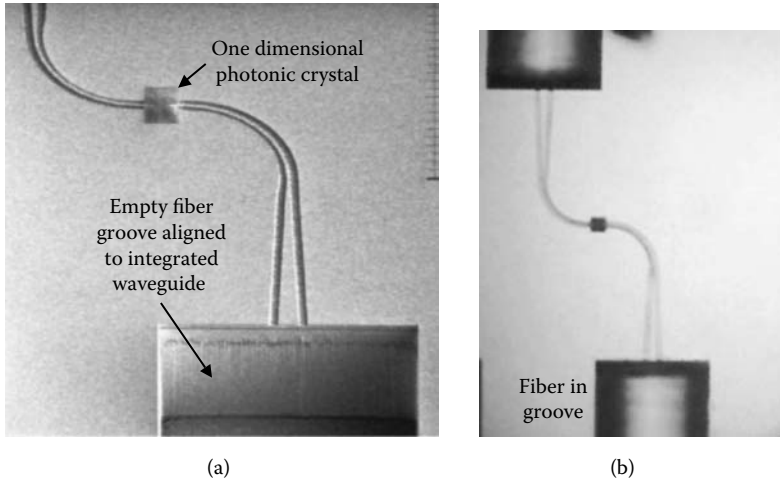 One dimensional
photonic crystal
Empty fiber
groove aligned
to integrated
waveguide
Fiber in
groove
(a)
(b)